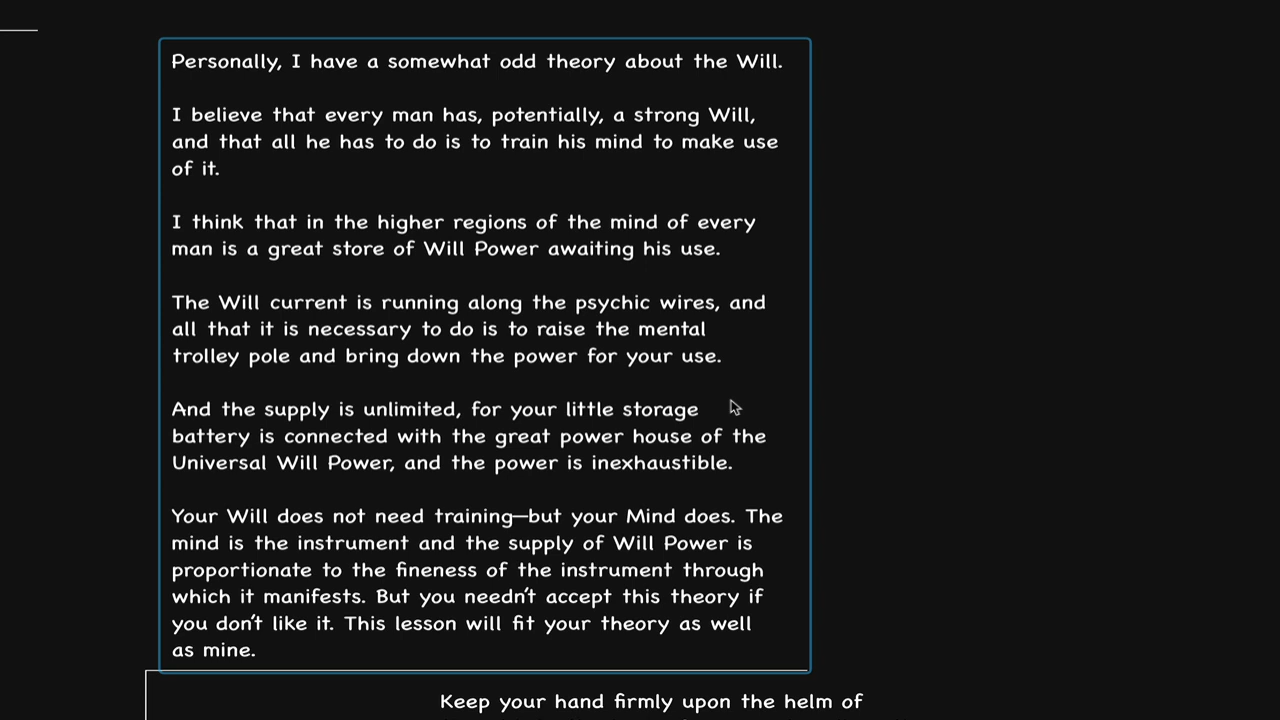 Personally, I have a somewhat odd theory about the Will.
I believe that every man has, potentially, a strong Will,
and that all he has to do is to train his mind to make use
of it.
I think that in the higher regions of the mind of every
man is a great store of Will Power awaiting his use.
The Will current is running along the psychic wires, and
all that it is necessary to do is to raise the mental
trolley pole and bring down the power for your use.
And the supply is unlimited, for your little storage
battery is connected with the great power house of the
Universal Will Power, and the power is inexhaustible.
Your Will does not need training—but your Mind does. The
mind is the instrument and the supply of Will Power is
proportionate to the fineness of the instrument through
which it manifests. But you needn't accept this theory if
you don't like it. This lesson will fit your theory as well
as mine.
Keep your hand firmly upon the helm of